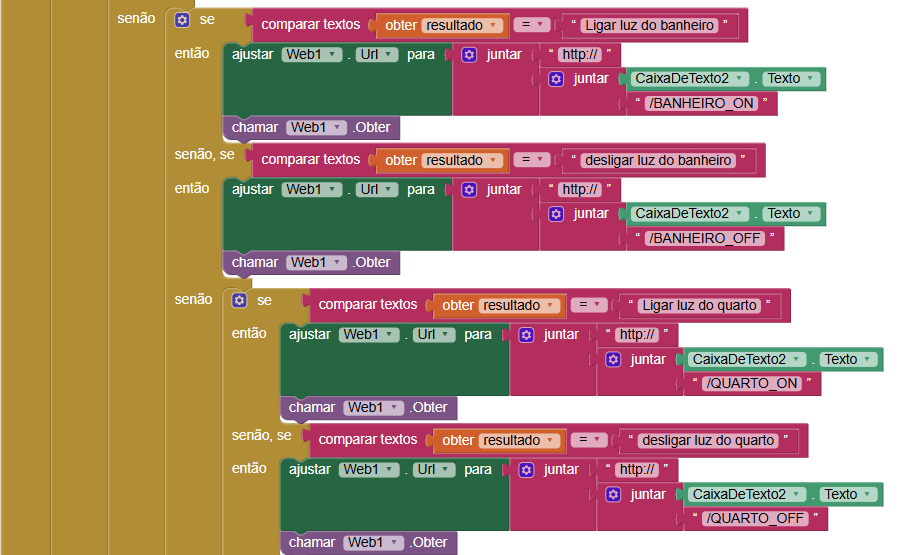 senão se comparar textos obter resultado = “ Ligar luz do banheiro ”
então ajustar Web1 . Url para juntar “ http:// ”
juntar CaixaDeTexto2 . Texto
“ /BANHEIRO_ON ”
chamar Web1 .Obter
senão, se comparar textos obter resultado = “ desligar luz do banheiro ”
então ajustar Web1 . Url para juntar “ http:// ”
juntar CaixaDeTexto2 . Texto
“ /BANHEIRO_OFF ”
chamar Web1 .Obter
senão se comparar textos obter resultado = “ Ligar luz do quarto ”
então ajustar Web1 . Url para juntar “ http:// ”
juntar CaixaDeTexto2 . Texto
“ /QUARTO_ON ”
chamar Web1 .Obter
senão, se comparar textos obter resultado = “ desligar luz do quarto ”
então ajustar Web1 . Url para juntar “ http:// ”
juntar CaixaDeTexto2 . Texto
“ /QUARTO_OFF ”
chamar Web1 .Obter